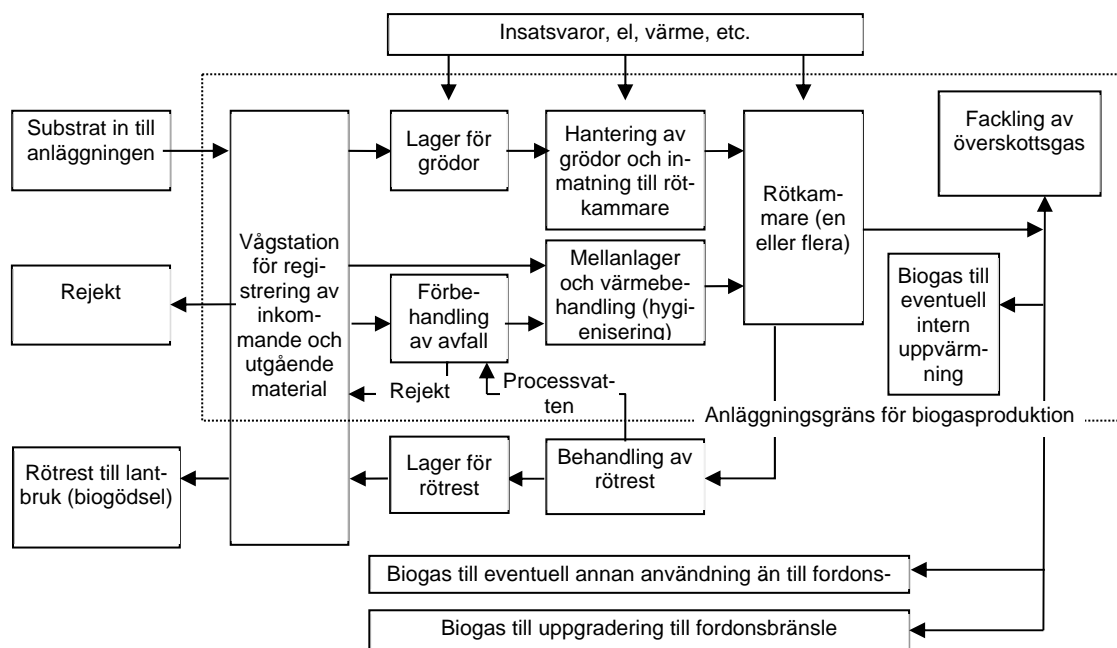 Insatsvaror, el, värme, etc.
Substrat in till
anläggningen
Rejekt
Rötrest till lant-
bruk (biogödsel)
Vågstation
för regi-
strering av
inkom-
mande och
utgående
material
Lager för
grödor
Hantering av
grödor och in-
matning till röt-
kammare
Förbe-
handling
av avfall
Mellanlager
och värmebe-
handling (hygi-
enisering)
Rötkam-
mare (en
eller flera)
Fackling av
överskottsgas
Biogas till
eventuell
intern
uppvärm-
ning
Rejekt
Processvat-
ten
Anläggningsgräns för biogasproduktion
Lager för
rötrest
Behandling av
rötrest
Biogas till eventuell annan användning än till fordons-
Biogas till uppgradering till fordonsbränsle